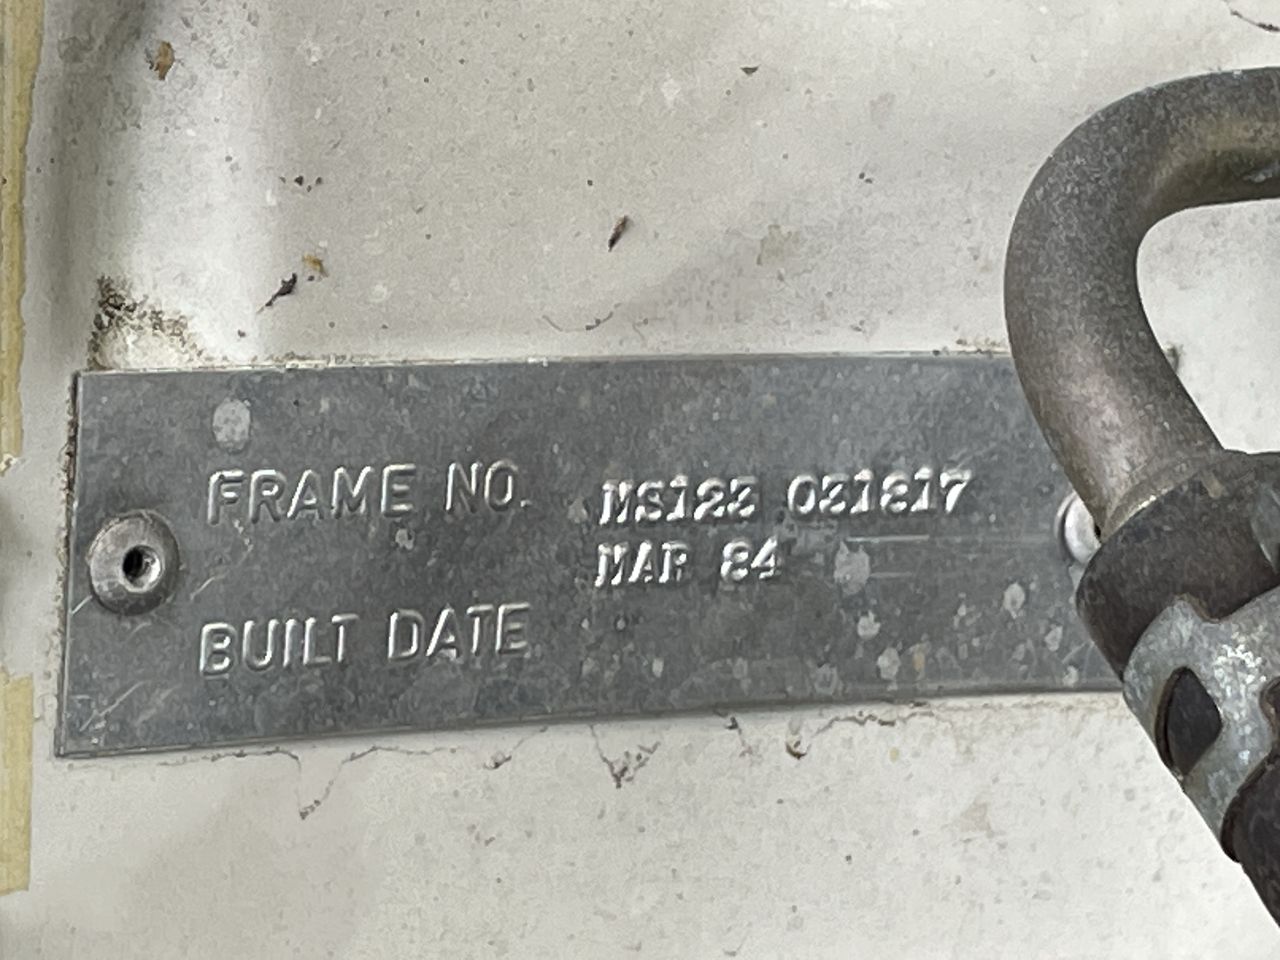 FRAME NO. MS123 031817
MAR 84
BUILT DATE